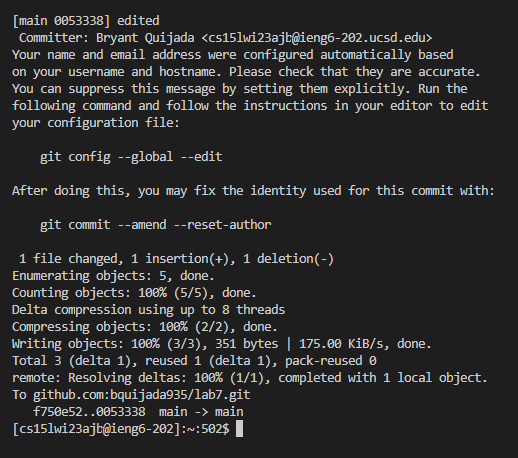 [main 0053338] edited
 Committer: Bryant Quijada <cs15lwi23ajb@ieng6-202.ucsd.edu>
Your name and email address were configured automatically based
on your username and hostname. Please check that they are accurate.
You can suppress this message by setting them explicitly. Run the
following command and follow the instructions in your editor to edit
your configuration file:

    git config --global --edit

After doing this, you may fix the identity used for this commit with:

    git commit --amend --reset-author

 1 file changed, 1 insertion(+), 1 deletion(-)
Enumerating objects: 5, done.
Counting objects: 100% (5/5), done.
Delta compression using up to 8 threads
Compressing objects: 100% (2/2), done.
Writing objects: 100% (3/3), 351 bytes | 175.00 KiB/s, done.
Total 3 (delta 1), reused 1 (delta 1), pack-reused 0
remote: Resolving deltas: 100% (1/1), completed with 1 local object.
To github.com:bquijada935/lab7.git
   f750e52..0053338  main -> main
[cs15lwi23ajb@ieng6-202]:~:502$